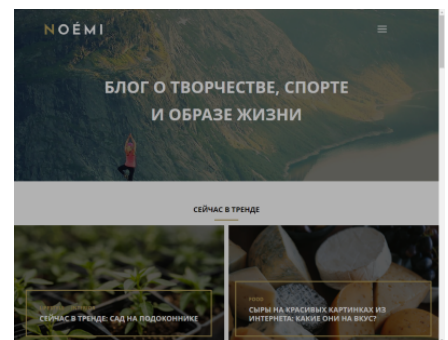 NOÉMI
БЛОГ О ТВОРЧЕСТВЕ, СПОРТЕ
И ОБРАЗЕ ЖИЗНИ
СЕЙЧАС В ТРЕНДЕ
СЕЙЧАС В ТРЕНДЕ: САД НА ПОДОКОННИКЕ
FOOD
СЫРЫ НА КРАСИВЫХ КАРТИНКАХ ИЗ
ИНТЕРНЕТА: КАКИЕ ОНИ НА ВКУС?